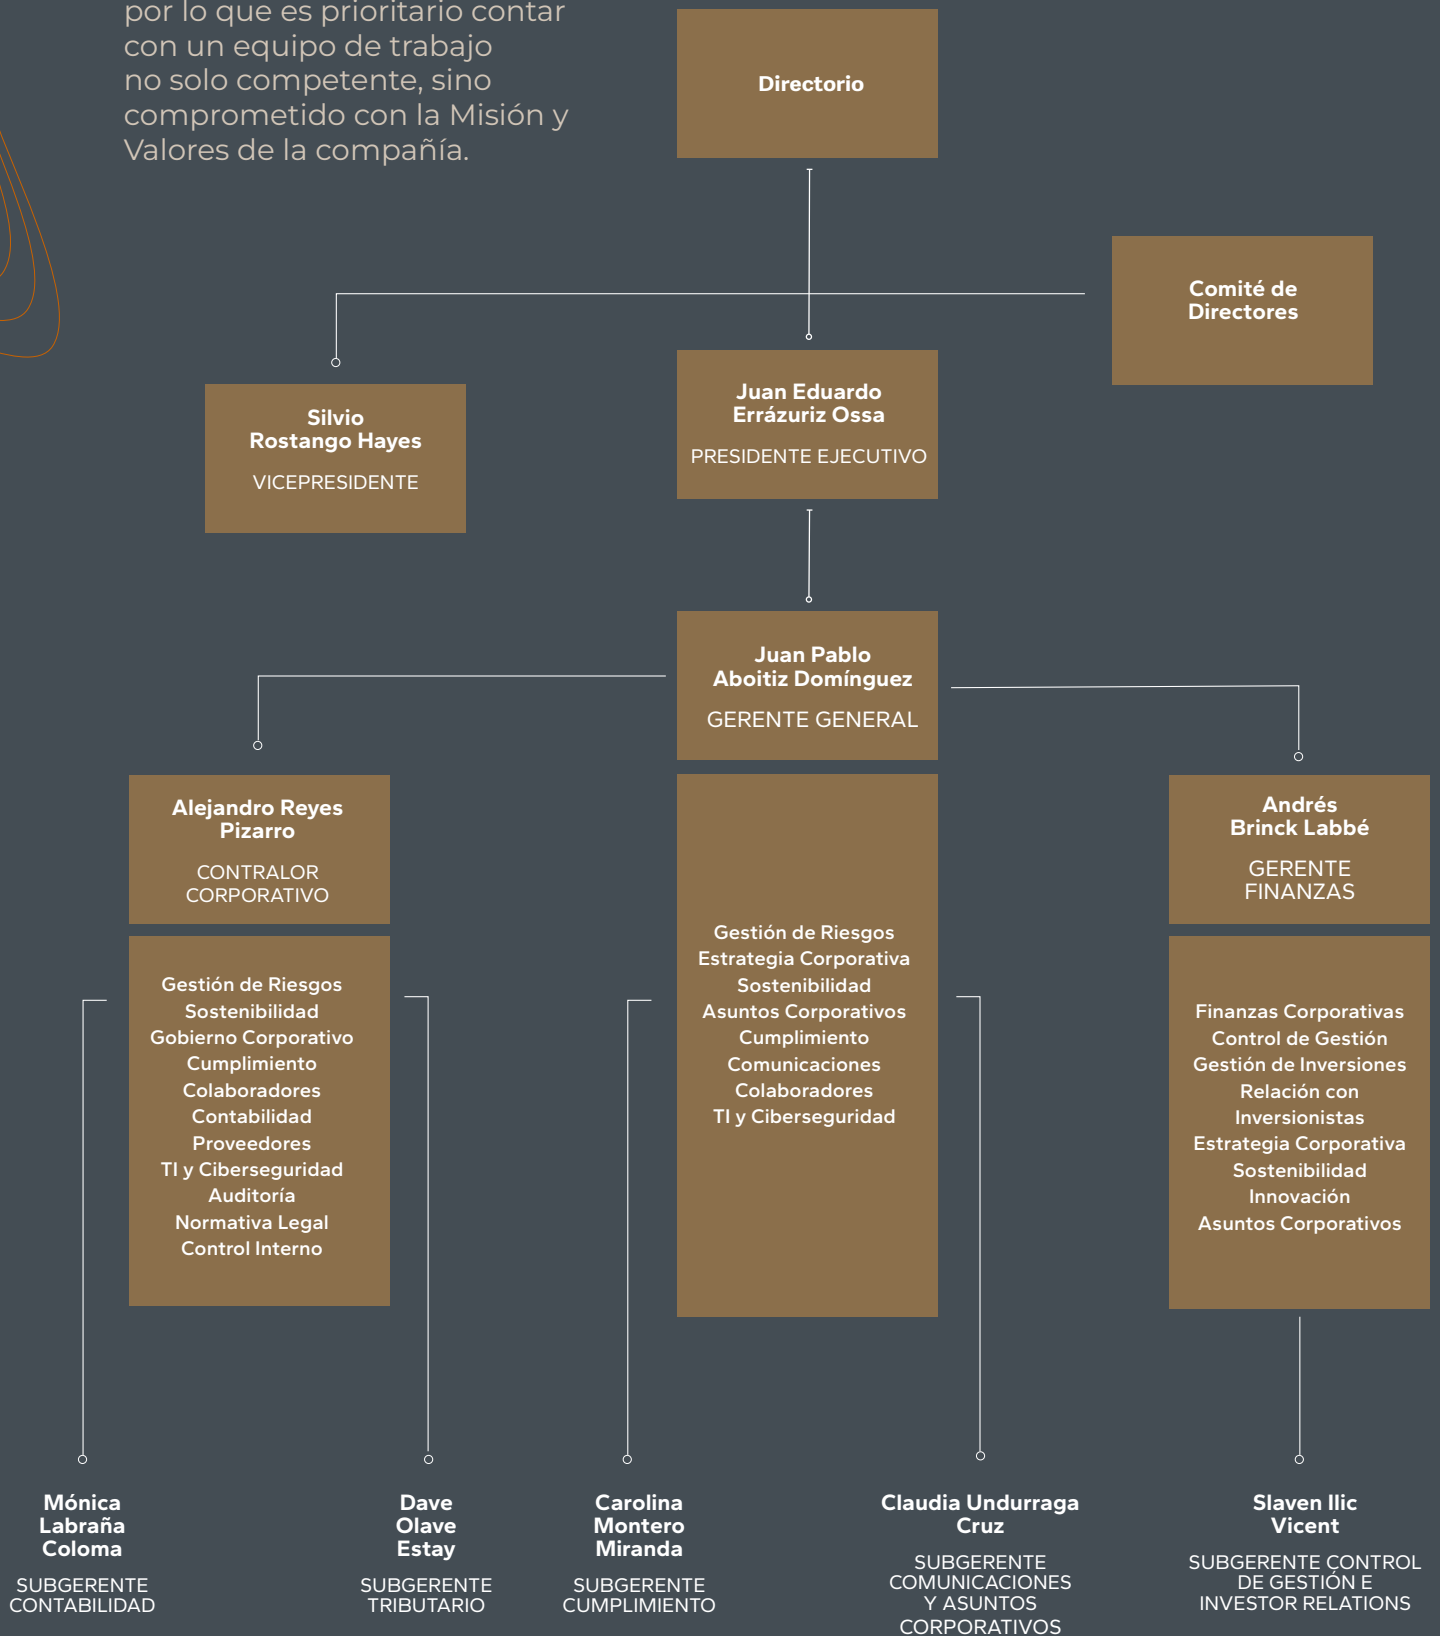 por lo que es prioritario contar
con un equipo de trabajo
no solo competente, sino
comprometido con la Misión y
Valores de la compañía.
Directorio
Comité de
Directores
Silvio
Rostango Hayes
VICEPRESIDENTE
Juan Eduardo
Errázuriz Ossa
PRESIDENTE EJECUTIVO
Juan Pablo
Aboitiz Domínguez
GERENTE GENERAL
Alejandro Reyes
Pizarro
CONTRALOR
CORPORATIVO
Andrés
Brinck Labbé
GERENTE
FINANZAS
Gestión de Riesgos
Sostenibilidad
Gobierno Corporativo
Cumplimiento
Colaboradores
Contabilidad
Proveedores
TI y Ciberseguridad
Auditoría
Normativa Legal
Control Interno
Gestión de Riesgos
Estrategia Corporativa
Sostenibilidad
Asuntos Corporativos
Cumplimiento
Comunicaciones
Colaboradores
TI y Ciberseguridad
Finanzas Corporativas
Control de Gestión
Gestión de Inversiones
Relación con
Inversionistas
Estrategia Corporativa
Sostenibilidad
Innovación
Asuntos Corporativos
Mónica
Labraña
Coloma
SUBGERENTE
CONTABILIDAD
Dave
Olave
Estay
SUBGERENTE
TRIBUTARIO
Carolina
Montero
Miranda
SUBGERENTE
CUMPLIMIENTO
Claudia Undurraga
Cruz
SUBGERENTE
COMUNICACIONES
Y ASUNTOS
CORPORATIVOS
Slaven Ilic
Vicent
SUBGERENTE CONTROL
DE GESTIÓN E
INVESTOR RELATIONS